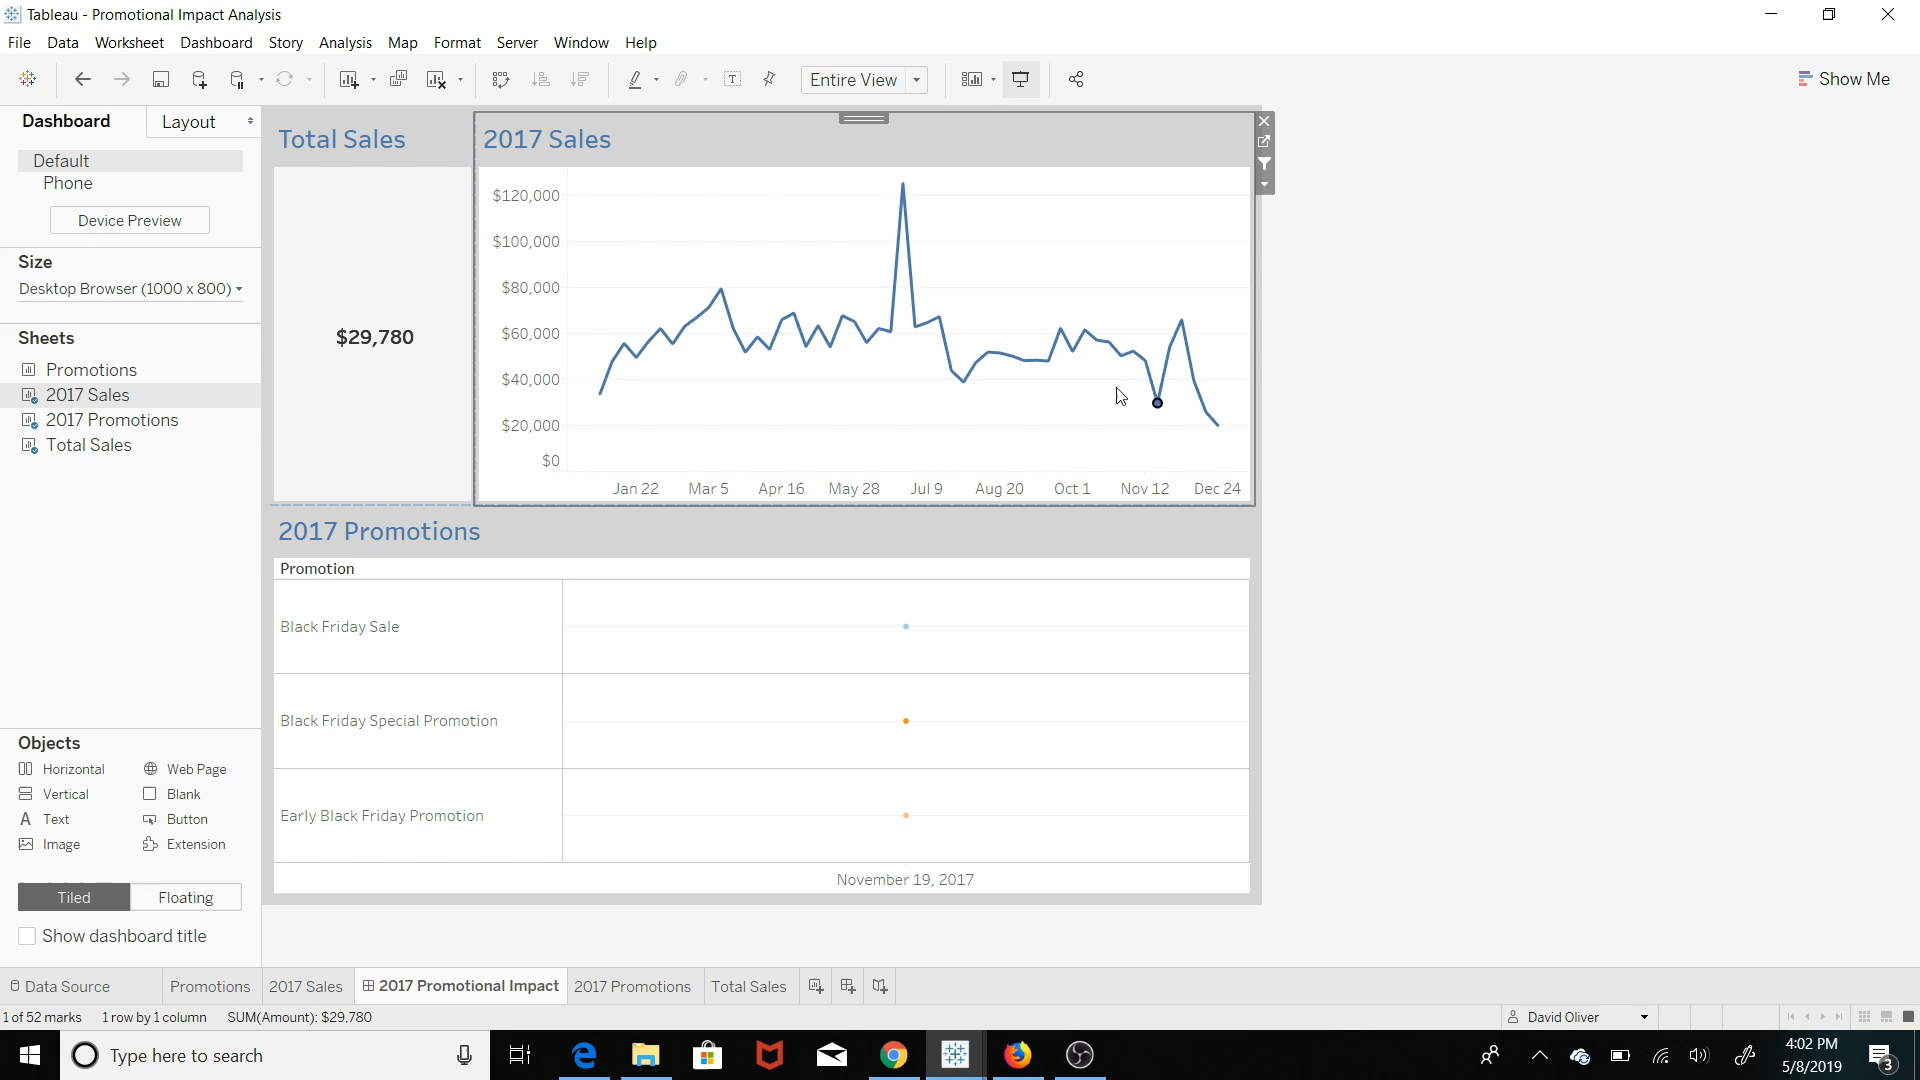 Tableau - Promotional Impact Analysis
File Data Worksheet Dashboard Story Analysis Map Format Server Window Help
Entire View
Show Me
Dashboard
Layout
Default
Phone
Device Preview
Size
Desktop Browser (1000 x 800)
Sheets
Promotions
2017 Sales
2017 Promotions
Total Sales
Objects
Horizontal
Web Page
Vertical
Blank
A Text
Button
Image
Extension
Tiled
Floating
Show dashboard title
Total Sales
$29,780
2017 Sales
$120,000
$100,000
$80,000
$60,000
$40,000
$20,000
$0
Jan 22 Mar 5 Apr 16 May 28 Jul 9 Aug 20 Oct 1 Nov 12 Dec 24
2017 Promotions
Promotion
Black Friday Sale
Black Friday Special Promotion
Early Black Friday Promotion
November 19, 2017
Data Source
Promotions
2017 Sales
2017 Promotional Impact
2017 Promotions
Total Sales
1 of 52 marks 1 row by 1 column SUM(Amount): $29,780
David Oliver
Type here to search
4:02 PM
5/8/2019
3